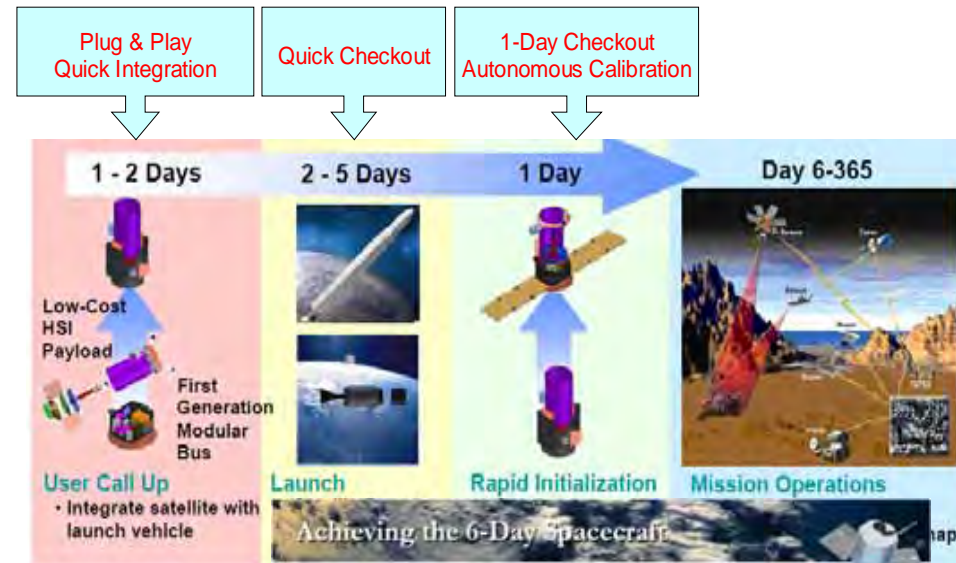 Plug & Play
Quick Integration
Quick Checkout
1-Day Checkout
Autonomous Calibration
1 - 2 Days
2 - 5 Days
1 Day
Day 6-365
Low-Cost
HSI
Payload
First
Generation
Modular
Bus
User Call Up
• Integrate satellite with
launch vehicle
Launch
Rapid Initialization
Mission Operations
Achieving the 6-Day Spacecraft